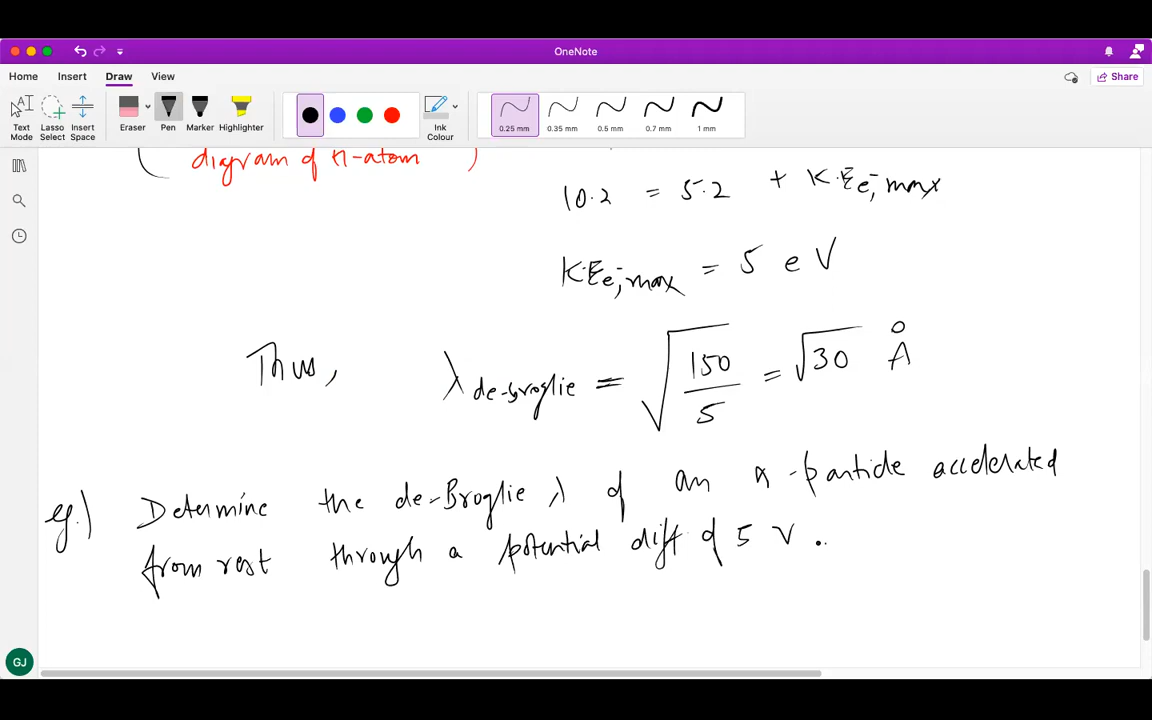 OneNote
Home Insert Draw View
Share
Text Mode
Lasso Select
Insert Space
Eraser
Pen
Marker
Highlighter
Ink Colour
0.25 mm 0.35 mm 0.5 mm 0.7 mm 1 mm
( diagram of H-atom )
10.2 = 5.2 + K.E e⁻, max
K.E e⁻, max = 5 eV
Thus, λ de-broglie = √(150/5) = √30 Å
eg.) Determine the de-Broglie λ of an α-particle accelerated
from rest through a potential diff of 5 V .
GJ